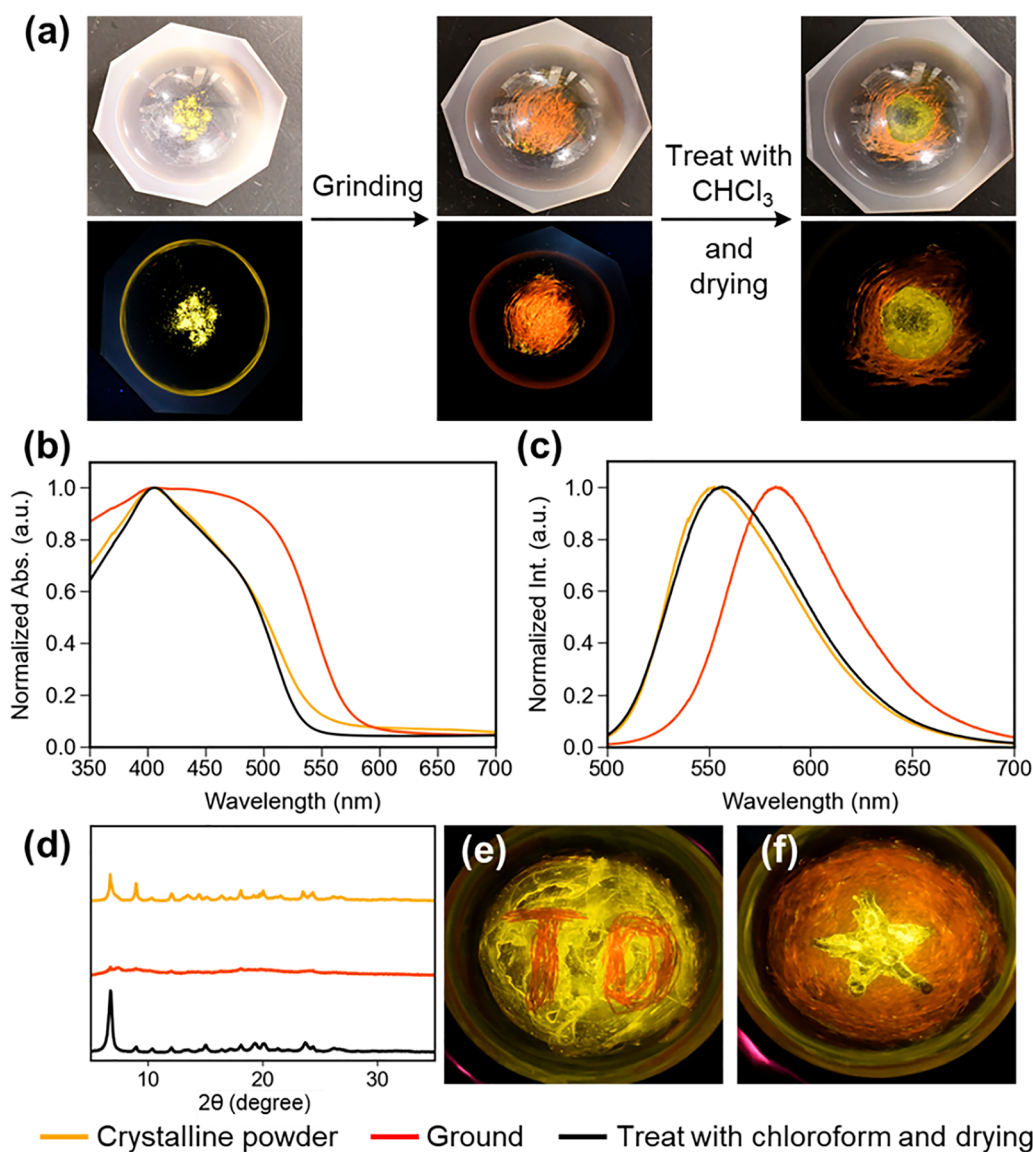 (a)
Grinding
Treat with
CHCl₃
and
drying
(b)
Normalized Abs. (a.u.)
1.0
0.8
0.6
0.4
0.2
0.0
350 400 450 500 550 600 650 700
Wavelength (nm)
(c)
Normalized Int. (a.u.)
1.0
0.8
0.6
0.4
0.2
0.0
500 550 600 650 700
Wavelength (nm)
(d)
10 20 30
2θ (degree)
(e)
T D
(f)
Crystalline powder Ground Treat with chloroform and drying